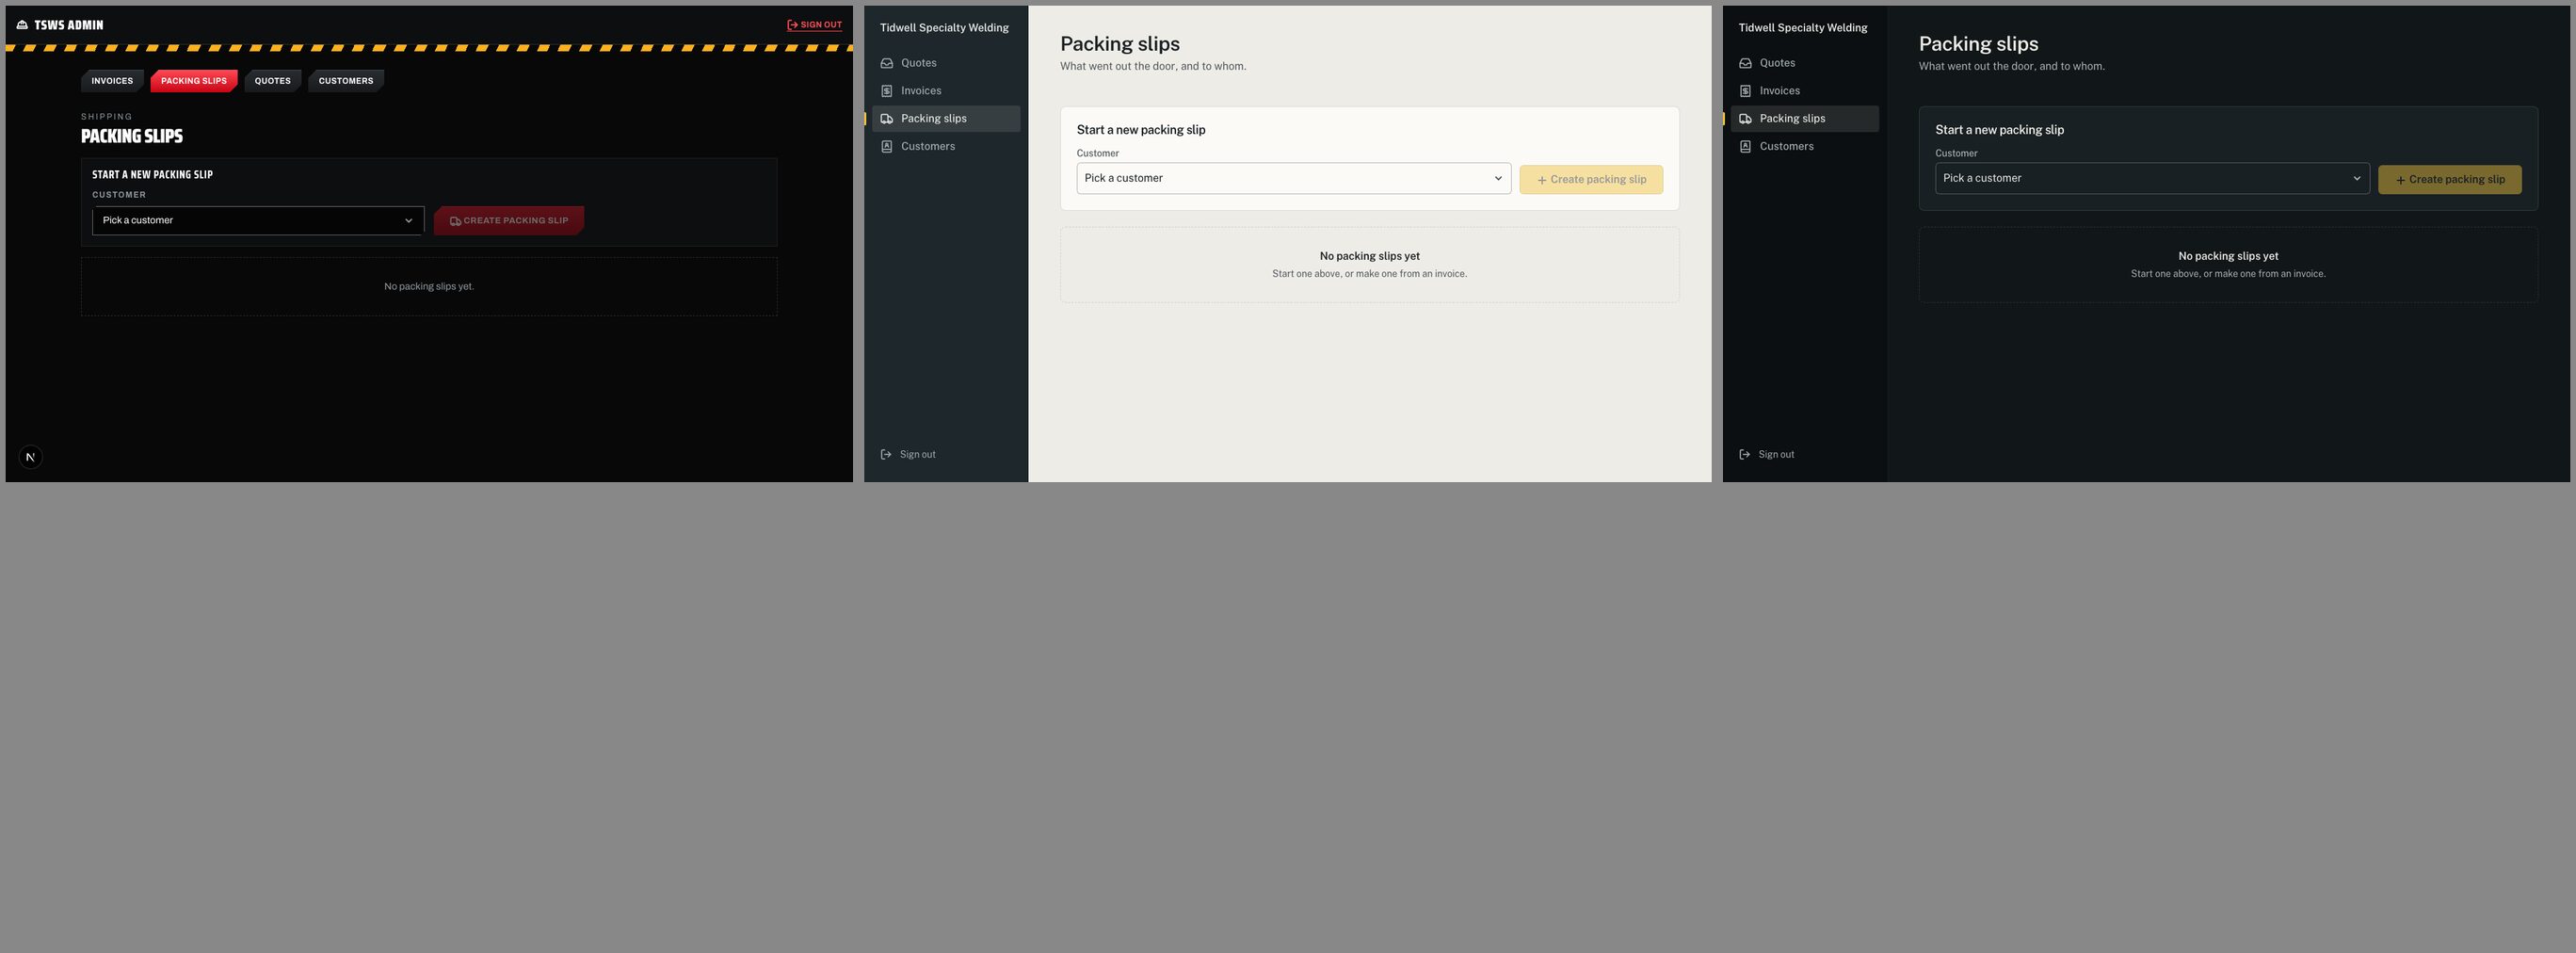 TSWS ADMIN
SIGN OUT
INVOICES
PACKING SLIPS
QUOTES
CUSTOMERS
SHIPPING
PACKING SLIPS
START A NEW PACKING SLIP
CUSTOMER
Pick a customer
CREATE PACKING SLIP
No packing slips yet.
N
Tidwell Specialty Welding
Quotes
Invoices
Packing slips
Customers
Sign out
Packing slips
What went out the door, and to whom.
Start a new packing slip
Customer
Pick a customer
+ Create packing slip
No packing slips yet
Start one above, or make one from an invoice.
Tidwell Specialty Welding
Quotes
Invoices
Packing slips
Customers
Sign out
Packing slips
What went out the door, and to whom.
Start a new packing slip
Customer
Pick a customer
+ Create packing slip
No packing slips yet
Start one above, or make one from an invoice.